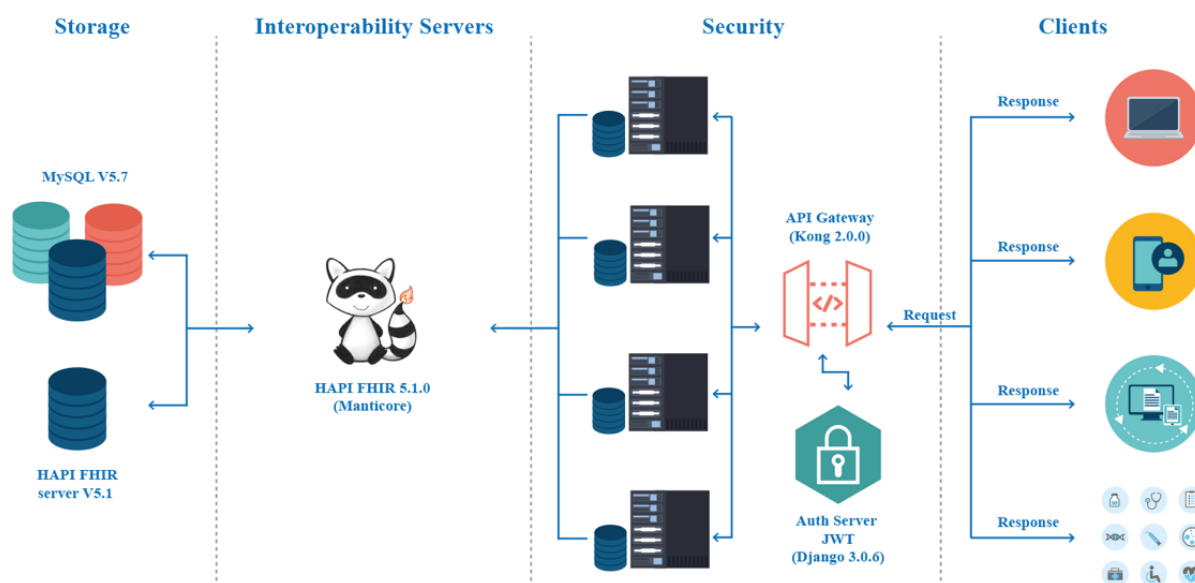 Storage
Interoperability Servers
Security
Clients
MySQL V5.7
HAPI FHIR
server V5.1
HAPI FHIR 5.1.0
(Manticore)
API Gateway
(Kong 2.0.0)
Auth Server
JWT
(Django 3.0.6)
Request
Response
Response
Response
Response